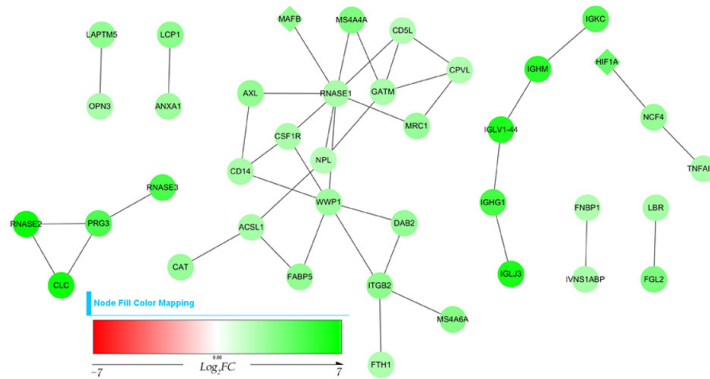 MAFB
MS4A4A
IGKC
LAPTM5
LCP1
CD5L
CPVL
IGHM
HIF1A
OPN3
ANXA1
AXL
RNASE1
GATM
MRC1
IGLV1-44
NCF4
CSF1R
NPL
CD14
TNFAI
RNASE3
RNASE2
PRG3
WWP1
IGHG1
FNBP1
LBR
ACSL1
DAB2
CAT
FABP5
IGLJ3
IVNS1ABP
FGL2
CLC
ITGB2
MS4A6A
FTH1
Node Fill Color Mapping
0.00
−7 Log2FC 7